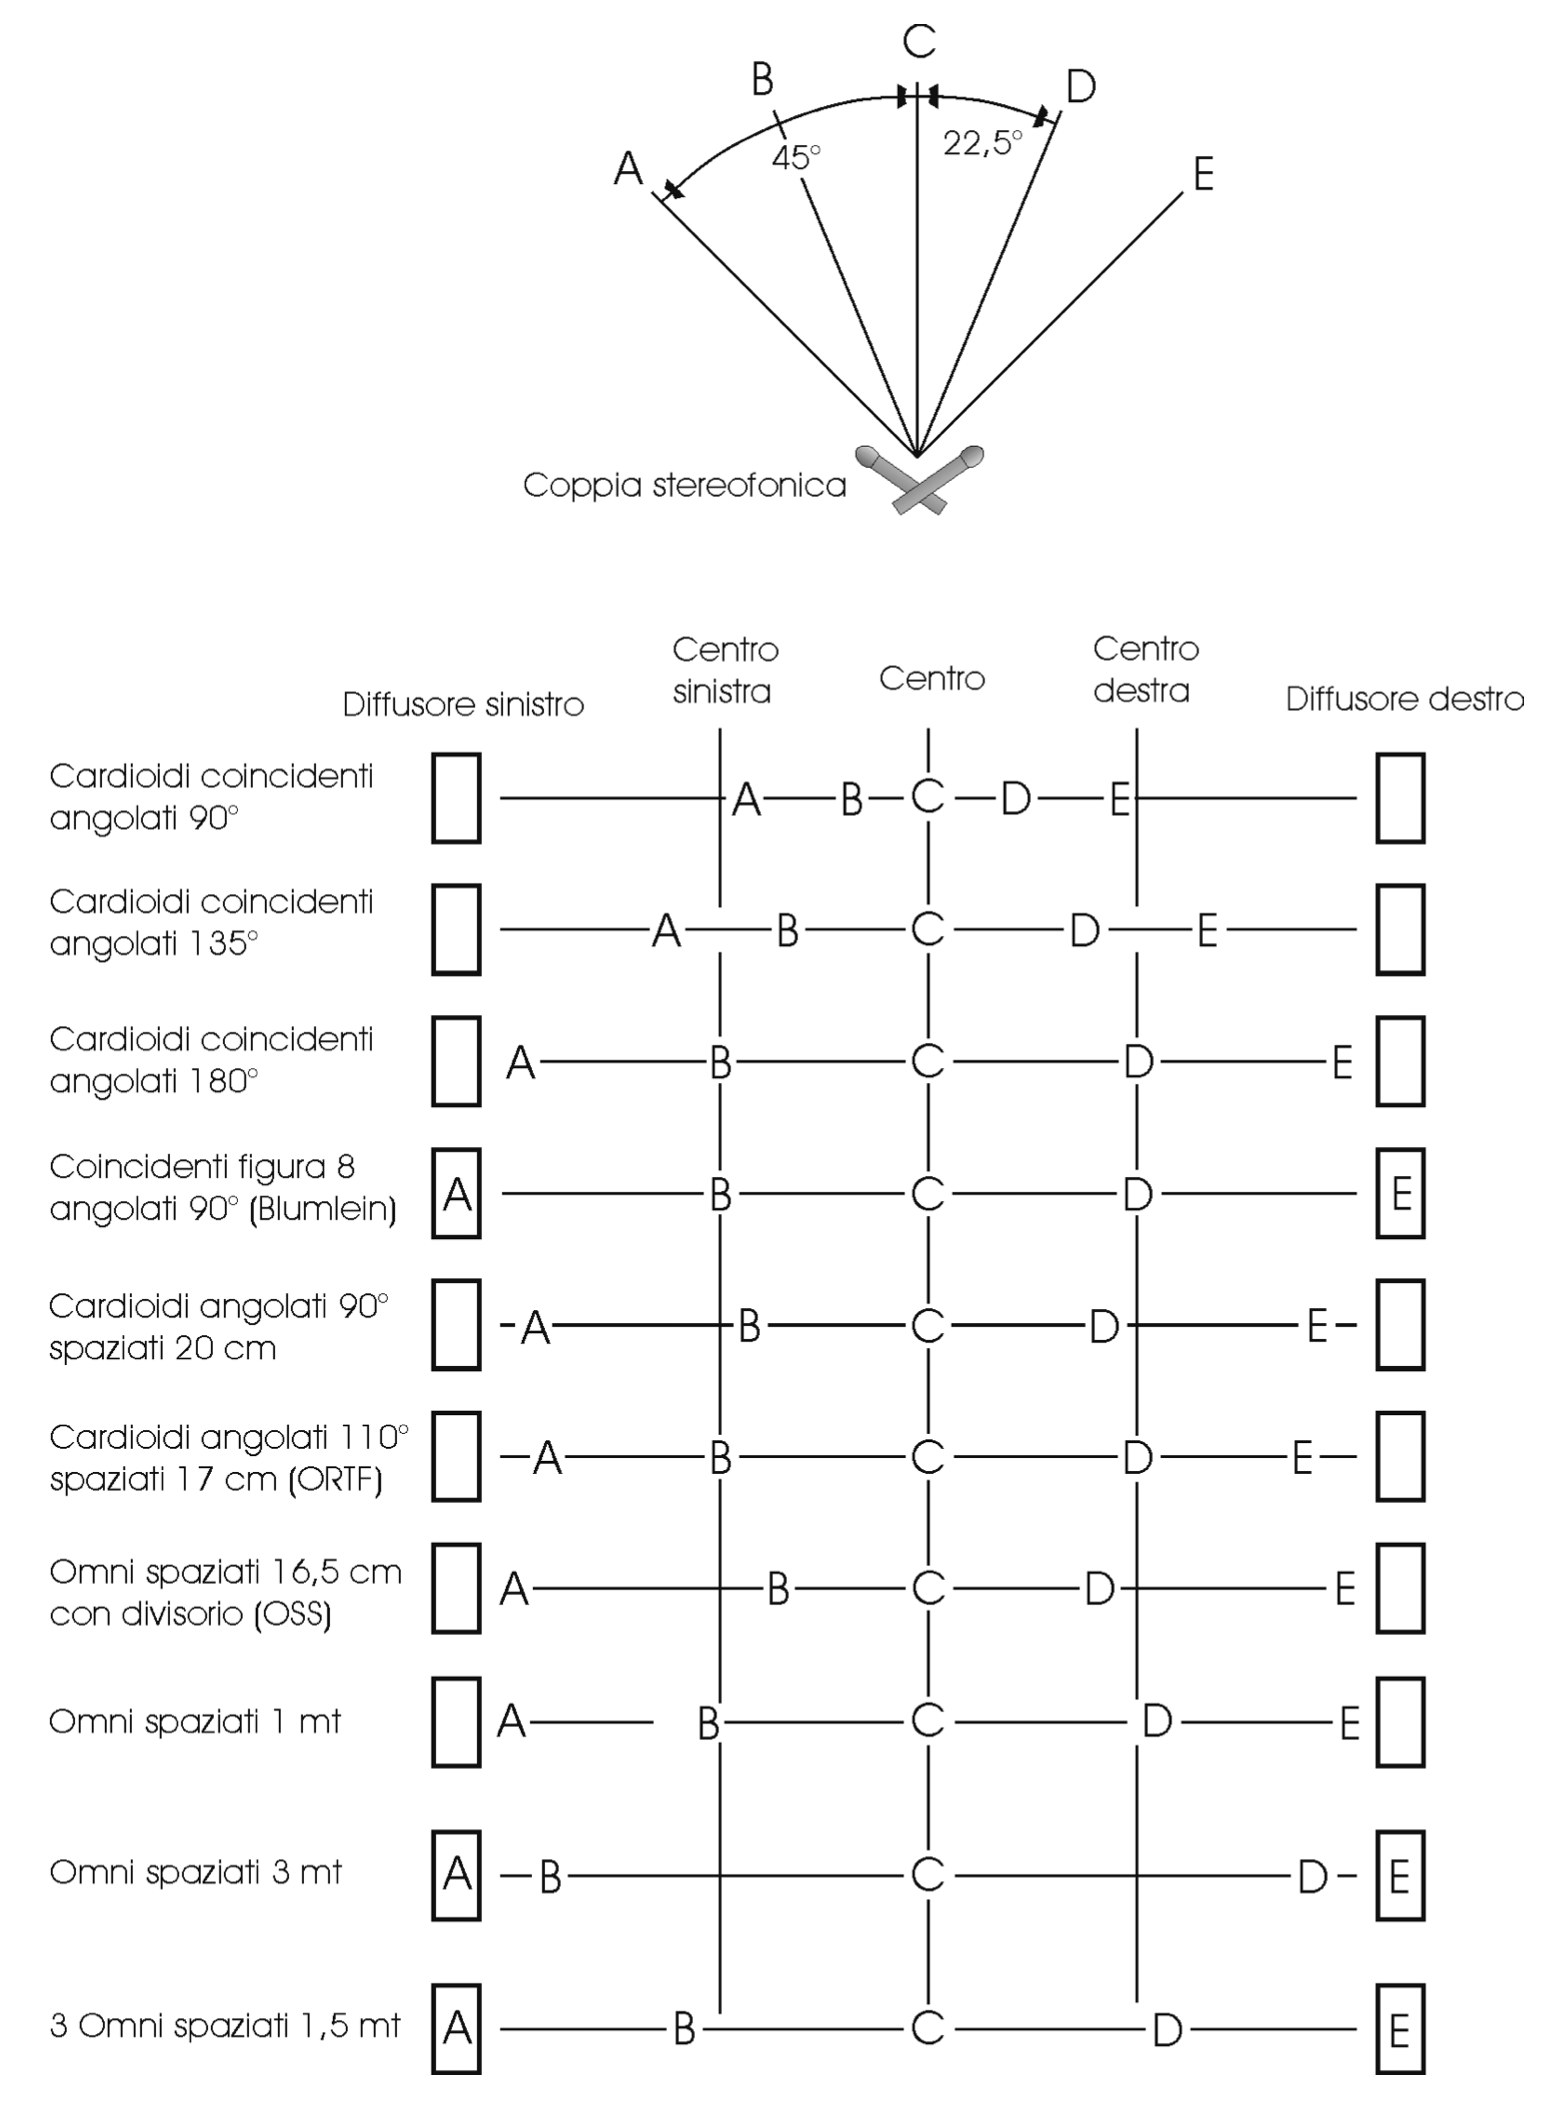 C
B
D
45°
22,5°
A
E
Coppia stereofonica
Centro
sinistra
Centro
Centro
destra
Diffusore sinistro
Diffusore destro
Cardioidi coincidenti
angolati 90°
A B C D E
Cardioidi coincidenti
angolati 135°
A B C D E
Cardioidi coincidenti
angolati 180°
A B C D E
Coincidenti figura 8
angolati 90° (Blumlein)
A B C D E
Cardioidi angolati 90°
spaziati 20 cm
A B C D E
Cardioidi angolati 110°
spaziati 17 cm (ORTF)
A B C D E
Omni spaziati 16,5 cm
con divisorio (OSS)
A B C D E
Omni spaziati 1 mt
A B C D E
Omni spaziati 3 mt
A B C D E
3 Omni spaziati 1,5 mt
A B C D E